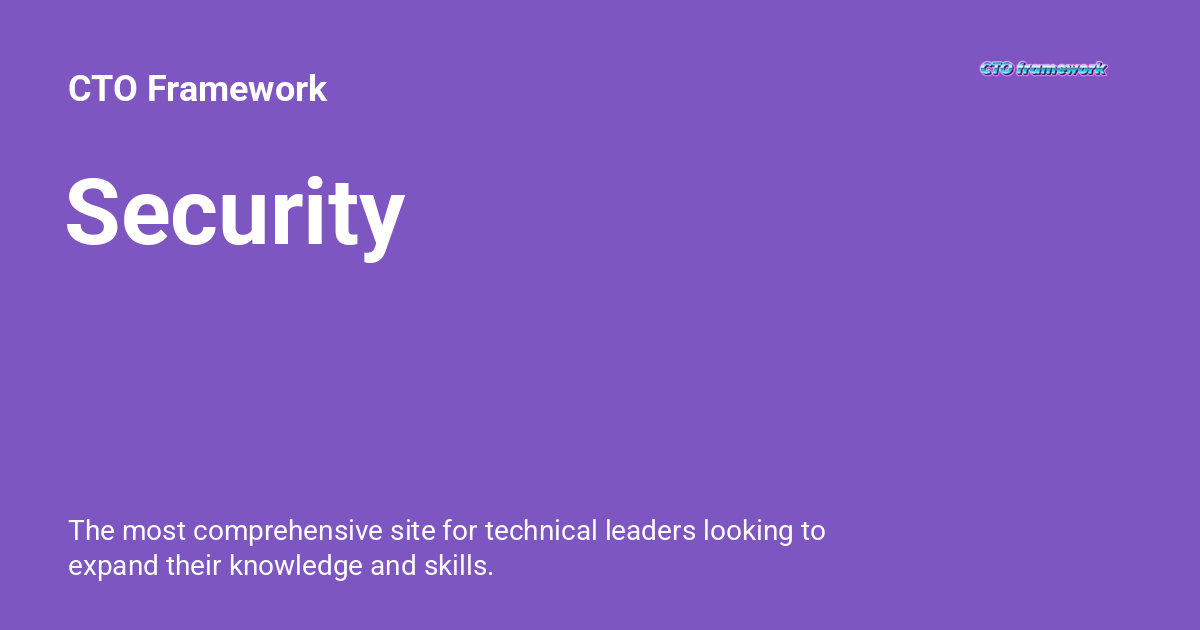 CTO Framework
CTO framework
Security
The most comprehensive site for technical leaders looking to
expand their knowledge and skills.